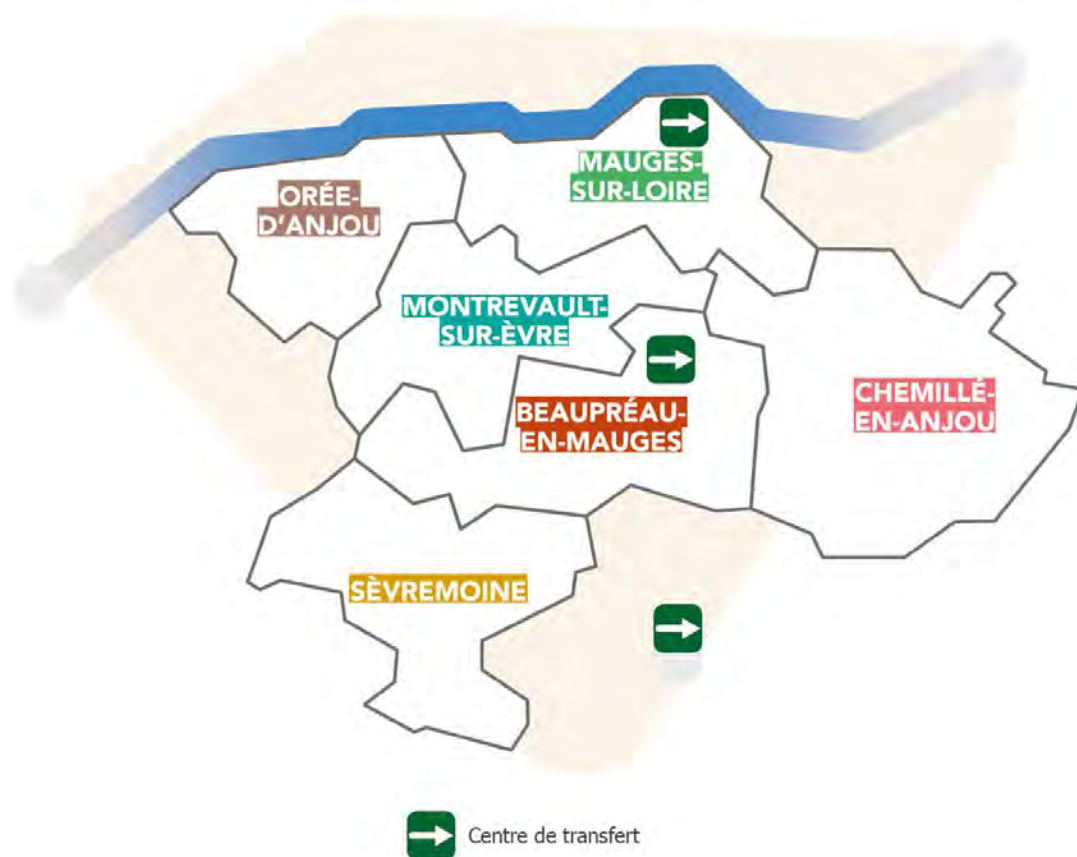 MAUGES-
SUR-LOIRE
ORÉE-
D'ANJOU
MONTREVAULT-
SUR-ÈVRE
CHEMILLÉ-
EN-ANJOU
BEAUPRÉAU-
EN-MAUGES
SÈVREMOINE
Centre de transfert